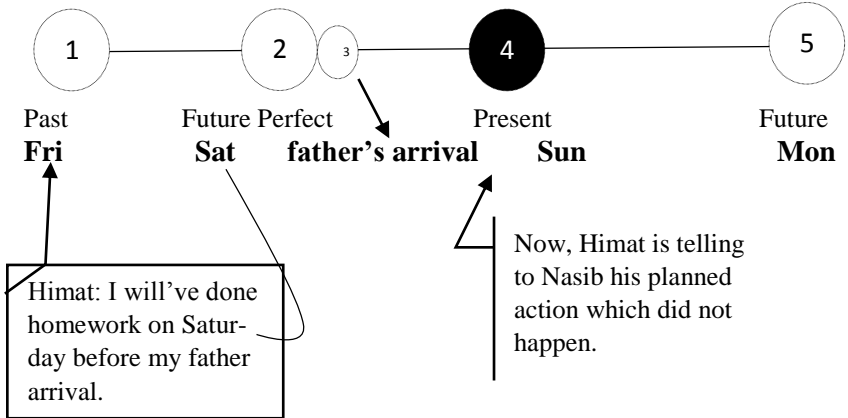 1
2
3
4
5
Past Future Perfect Present Future
Fri Sat father’s arrival Sun Mon
Himat: I will’ve done
homework on Satur-
day before my father
arrival.
Now, Himat is telling
to Nasib his planned
action which did not
happen.